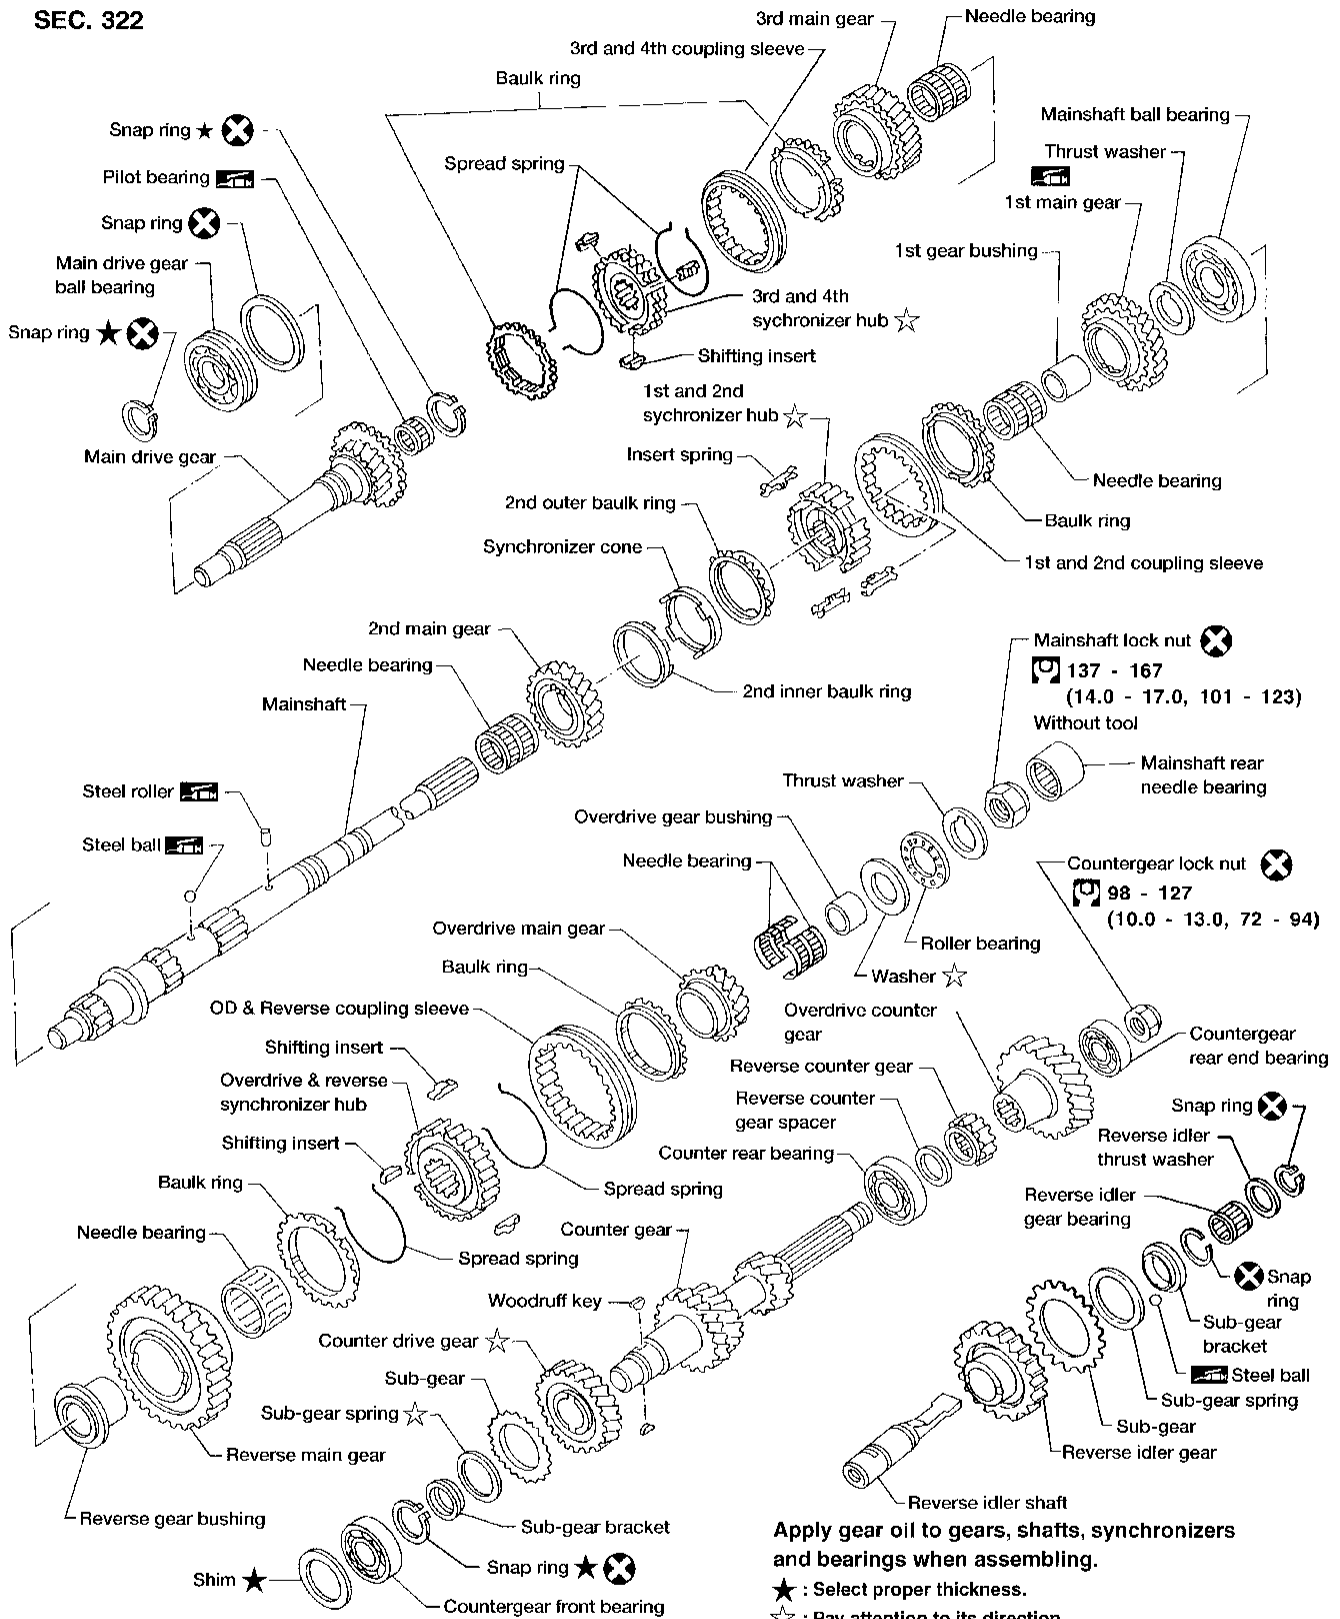 SEC. 322
3rd main gear
Needle bearing
3rd and 4th coupling sleeve
Baulk ring
Mainshaft ball bearing
Snap ring ★
Thrust washer
Spread spring
Pilot bearing
1st main gear
Snap ring
1st gear bushing
Main drive gear
ball bearing
3rd and 4th
sychronizer hub ☆
Snap ring ★
Shifting insert
1st and 2nd
sychronizer hub ☆
Main drive gear
Insert spring
Needle bearing
2nd outer baulk ring
Baulk ring
Synchronizer cone
1st and 2nd coupling sleeve
2nd main gear
Mainshaft lock nut
Needle bearing
137 - 167
(14.0 - 17.0, 101 - 123)
2nd inner baulk ring
Mainshaft
Without tool
Mainshaft rear
needle bearing
Thrust washer
Steel roller
Overdrive gear bushing
Steel ball
Needle bearing
Countergear lock nut
98 - 127
(10.0 - 13.0, 72 - 94)
Overdrive main gear
Roller bearing
Baulk ring
Washer ☆
OD & Reverse coupling sleeve
Overdrive counter
gear
Countergear
rear end bearing
Shifting insert
Reverse counter gear
Overdrive & reverse
synchronizer hub
Reverse counter
gear spacer
Snap ring
Reverse idler
thrust washer
Shifting insert
Counter rear bearing
Baulk ring
Spread spring
Reverse idler
gear bearing
Needle bearing
Counter gear
Spread spring
Snap
ring
Woodruff key
Sub-gear
bracket
Counter drive gear ☆
Sub-gear
Steel ball
Sub-gear spring
Sub-gear spring ☆
Sub-gear
Reverse main gear
Reverse idler gear
Reverse idler shaft
Reverse gear bushing
Sub-gear bracket
Snap ring ★
Shim ★
Countergear front bearing
Apply gear oil to gears, shafts, synchronizers
and bearings when assembling.
★ : Select proper thickness.
☆ : Pay attention to its direction.